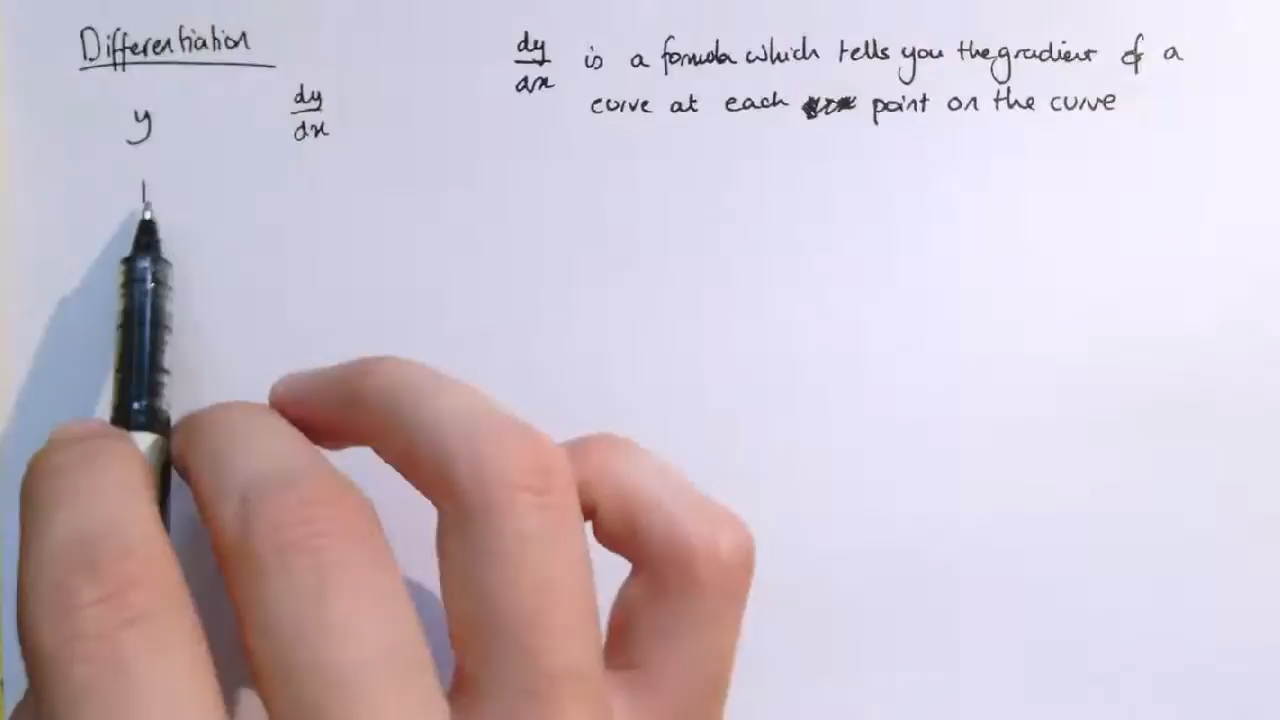 Differentiation
y
dy/dx
1
dy/dx is a formula which tells you the gradient of a
curve at each point on the curve